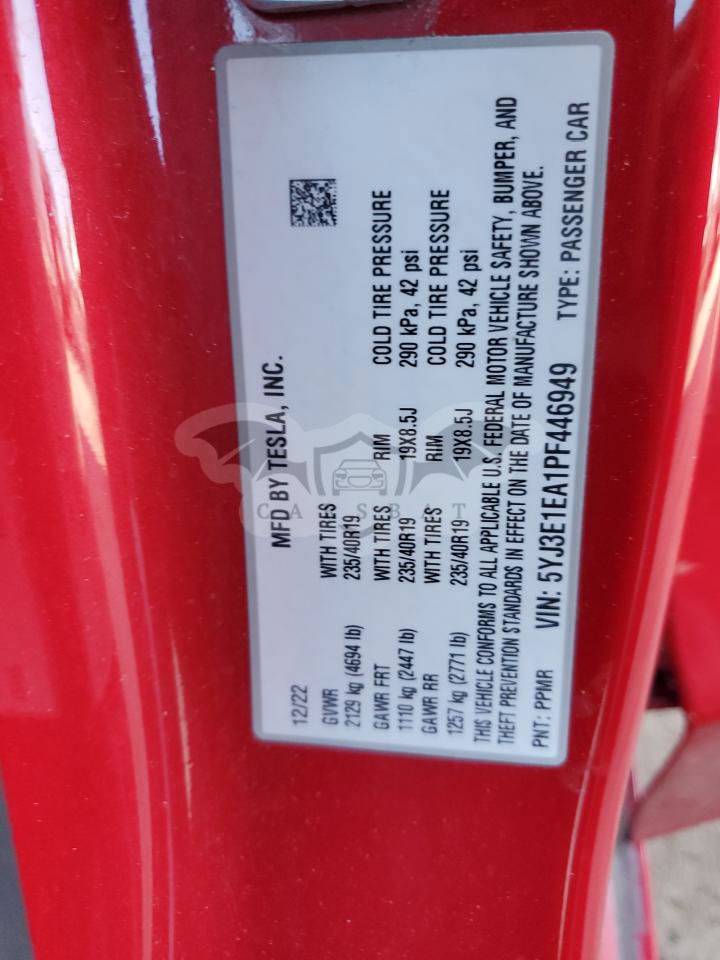 MFD BY TESLA, INC.
12/22
GVWR WITH TIRES
2129 kg (4694 lb) 235/40R19
GAWR FRT WITH TIRES RIM COLD TIRE PRESSURE
1110 kg (2447 lb) 235/40R19 19X8.5J 290 kPa, 42 psi
GAWR RR WITH TIRES RIM COLD TIRE PRESSURE
1257 kg (2771 lb) 235/40R19 19X8.5J 290 kPa, 42 psi
THIS VEHICLE CONFORMS TO ALL APPLICABLE U.S. FEDERAL MOTOR VEHICLE SAFETY, BUMPER, AND
THEFT PREVENTION STANDARDS IN EFFECT ON THE DATE OF MANUFACTURE SHOWN ABOVE.
PNT: PPMR VIN: 5YJ3E1EA1PF446949 TYPE: PASSENGER CAR
CARSBAT